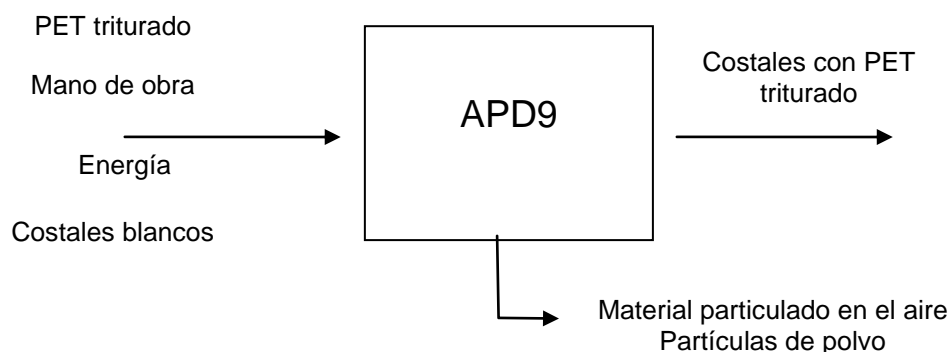 PET triturado
Mano de obra
Energía
Costales blancos
APD9
Costales con PET
triturado
Material particulado en el aire
Partículas de polvo